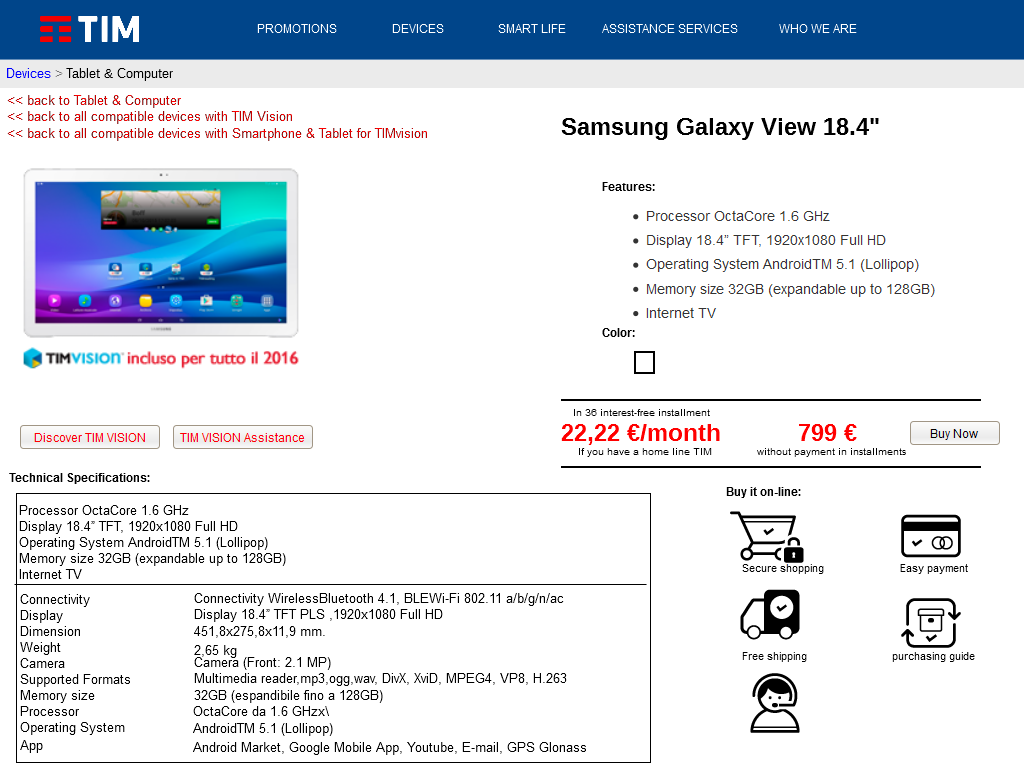 TIM
PROMOTIONS DEVICES SMART LIFE ASSISTANCE SERVICES WHO WE ARE
Devices > Tablet & Computer
<< back to Tablet & Computer
<< back to all compatible devices with TIM Vision
<< back to all compatible devices with Smartphone & Tablet for TIMvision
Samsung Galaxy View 18.4"
Features:
Processor OctaCore 1.6 GHz
Display 18.4” TFT, 1920x1080 Full HD
Operating System AndroidTM 5.1 (Lollipop)
Memory size 32GB (expandable up to 128GB)
Internet TV
Color:
SAMSUNG
TIMVISION incluso per tutto il 2016
Discover TIM VISION TIM VISION Assistance
In 36 interest-free installment
22,22 €/month 799 €
If you have a home line TIM without payment in installments
Buy Now
Technical Specifications:
Processor OctaCore 1.6 GHz
Display 18.4” TFT, 1920x1080 Full HD
Operating System AndroidTM 5.1 (Lollipop)
Memory size 32GB (expandable up to 128GB)
Internet TV
Connectivity Connectivity WirelessBluetooth 4.1, BLEWi-Fi 802.11 a/b/g/n/ac
Display Display 18.4” TFT PLS ,1920x1080 Full HD
Dimension 451,8x275,8x11,9 mm.
Weight 2,65 kg
Camera Camera (Front: 2.1 MP)
Supported Formats Multimedia reader,mp3,ogg,wav, DivX, XviD, MPEG4, VP8, H.263
Memory size 32GB (espandibile fino a 128GB)
Processor OctaCore da 1.6 GHzx\
Operating System AndroidTM 5.1 (Lollipop)
App Android Market, Google Mobile App, Youtube, E-mail, GPS Glonass
Buy it on-line:
Secure shopping Easy payment
Free shipping purchasing guide